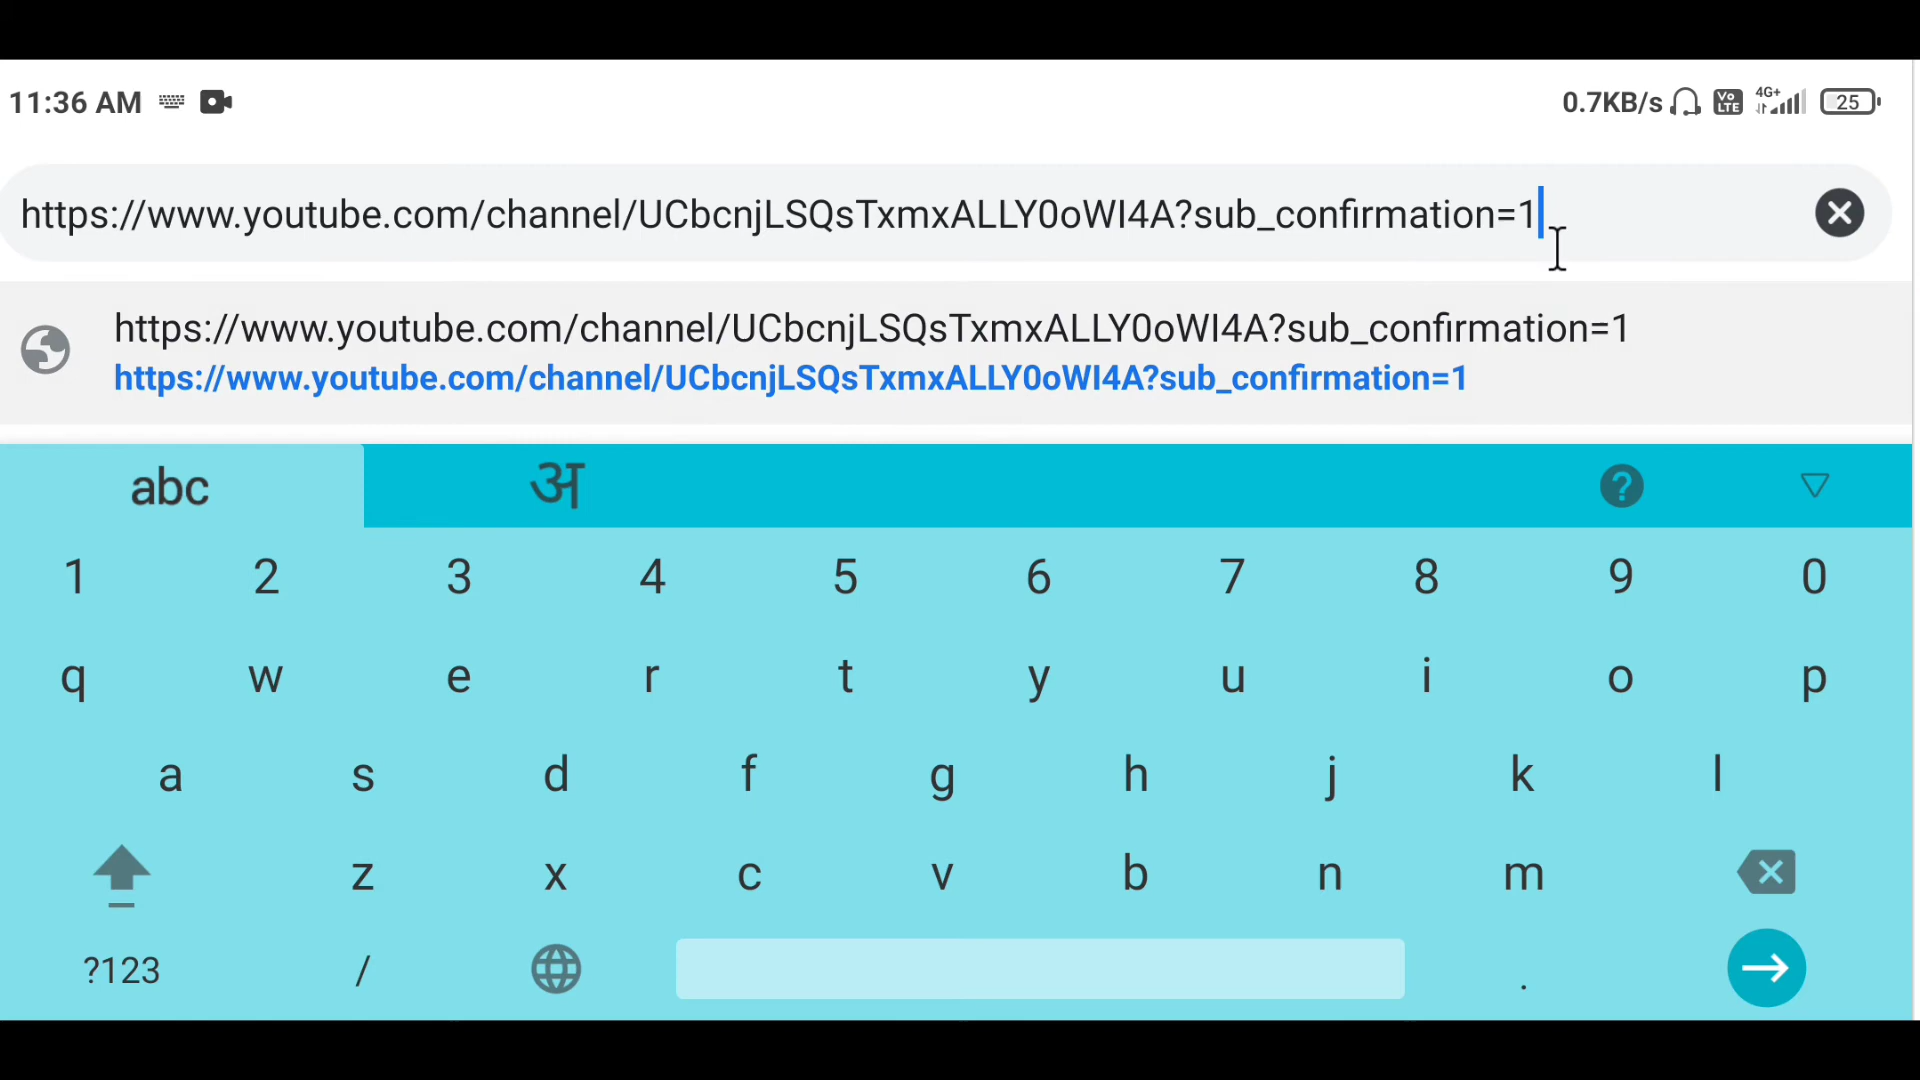 11:36 AM 0.7KB/s Vo LTE 4G+ 25
https://www.youtube.com/channel/UCbcnjLSQsTxmxALLY0oWI4A?sub_confirmation=1
https://www.youtube.com/channel/UCbcnjLSQsTxmxALLY0oWI4A?sub_confirmation=1
https://www.youtube.com/channel/UCbcnjLSQsTxmxALLY0oWI4A?sub_confirmation=1
abc अ ?
1 2 3 4 5 6 7 8 9 0
q w e r t y u i o p
a s d f g h j k l
z x c v b n m
?123 / .